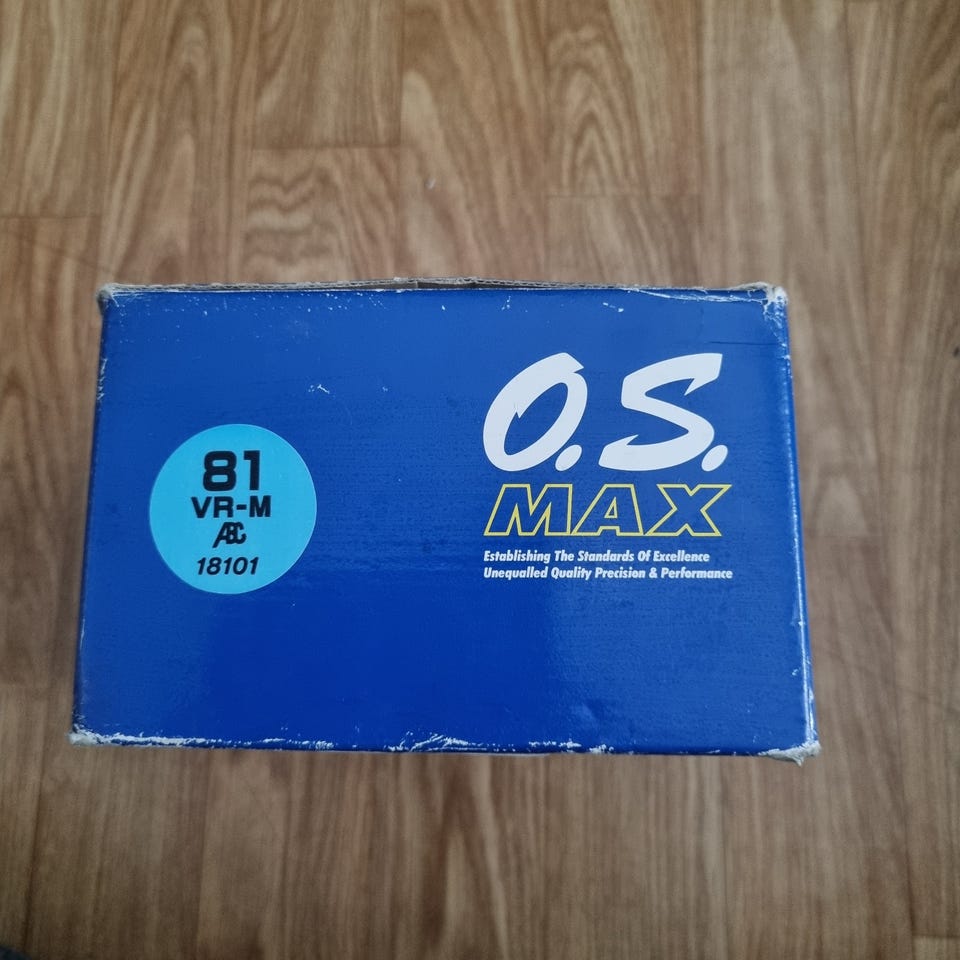 81
VR-M
ABC
18101
O.S.
MAX
Establishing The Standards Of Excellence
Unequalled Quality Precision & Performance